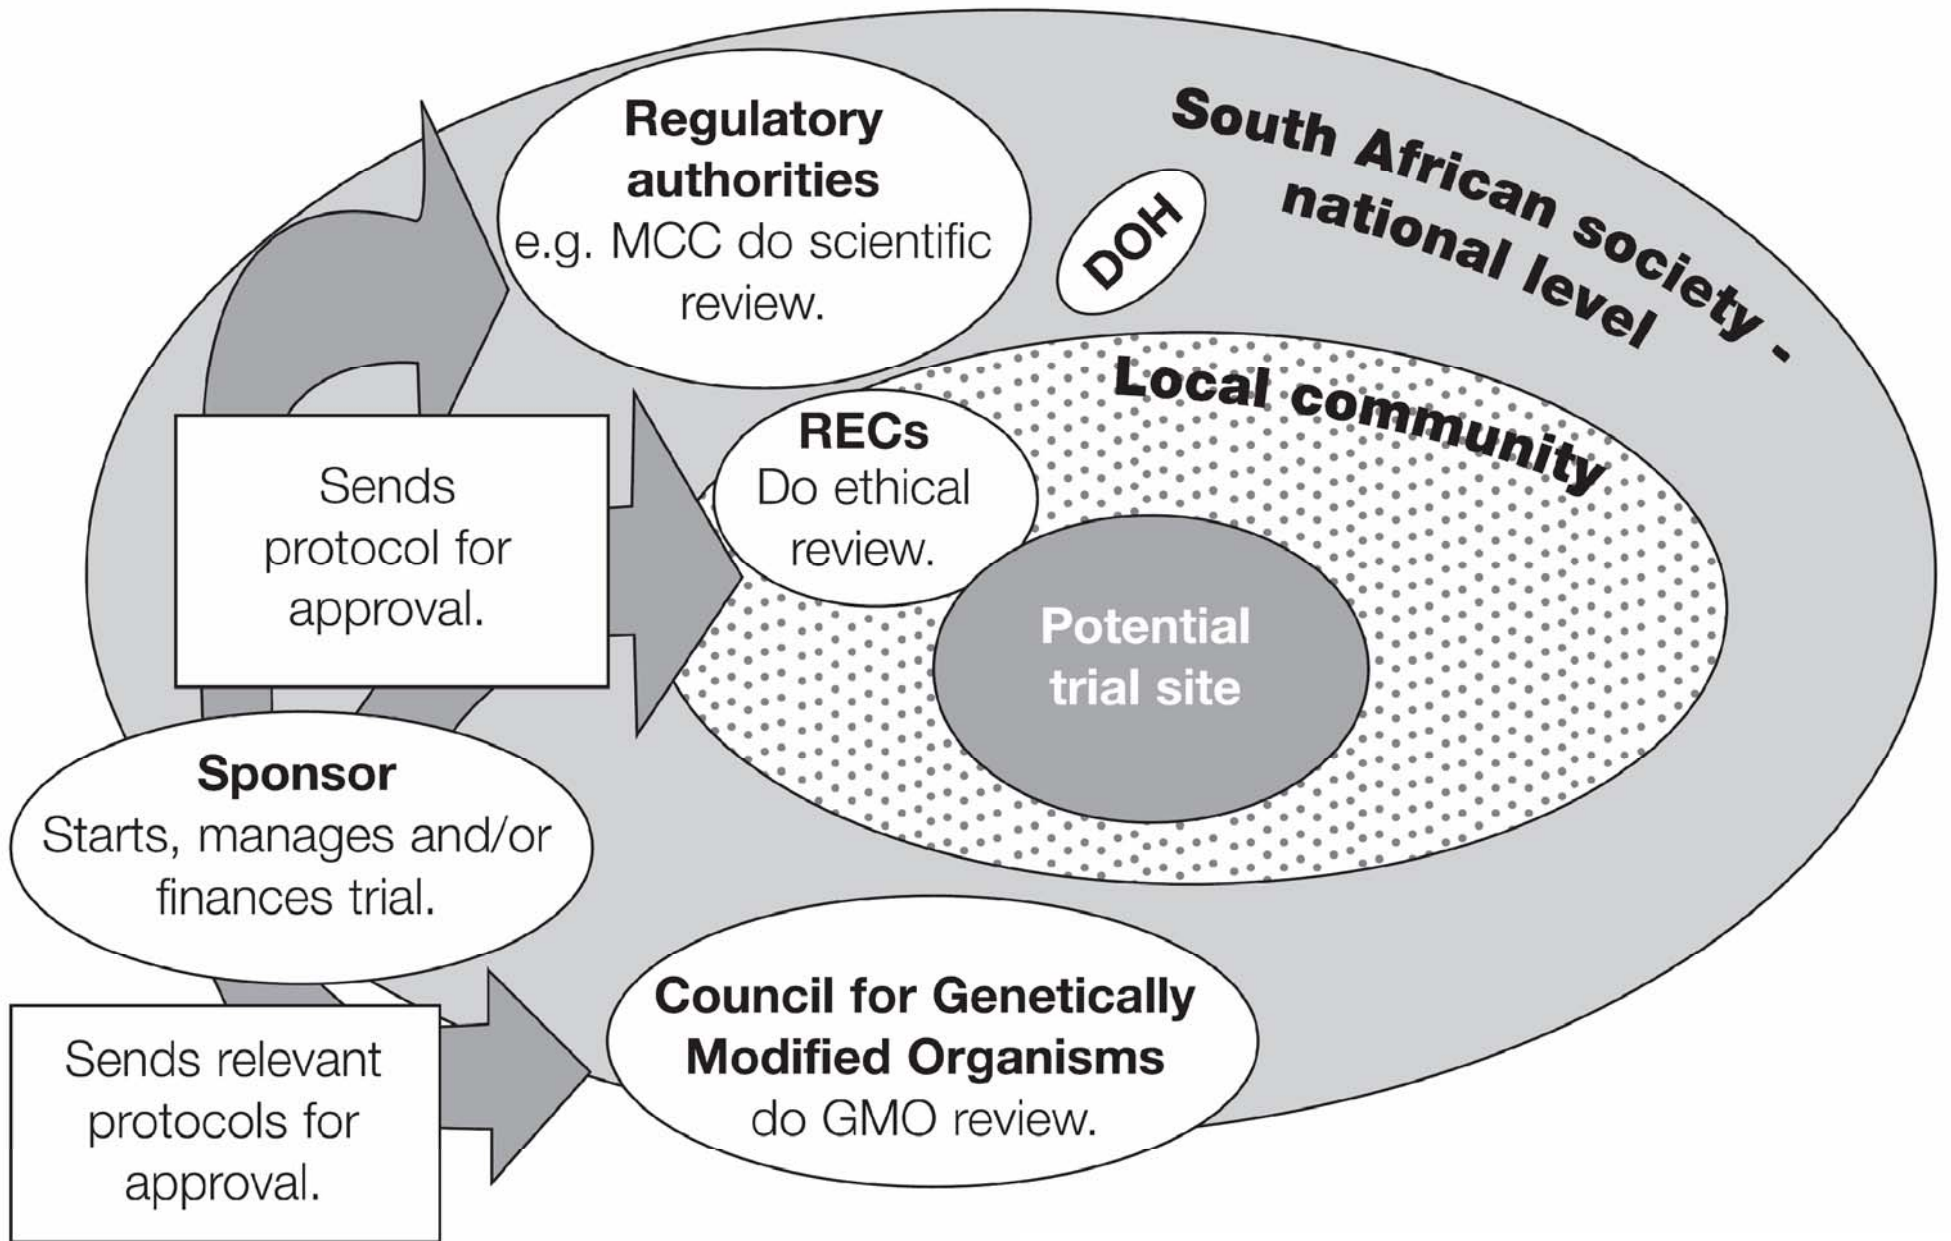 Regulatory
authorities
e.g. MCC do scientific
review.
DOH
South African society -
national level
Local community
RECs
Do ethical
review.
Sends
protocol for
approval.
Potential
trial site
Sponsor
Starts, manages and/or
finances trial.
Council for Genetically
Modified Organisms
do GMO review.
Sends relevant
protocols for
approval.